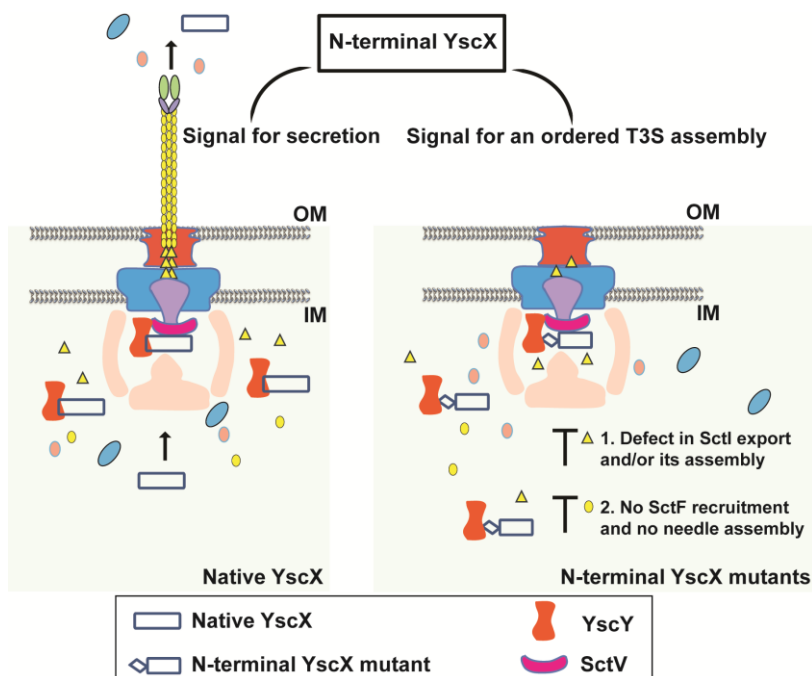 N-terminal YscX
Signal for secretion
Signal for an ordered T3S assembly
OM
IM
Native YscX
OM
IM
1. Defect in SctI export
and/or its assembly
2. No SctF recruitment
and no needle assembly
N-terminal YscX mutants
Native YscX
YscY
N-terminal YscX mutant
SctV